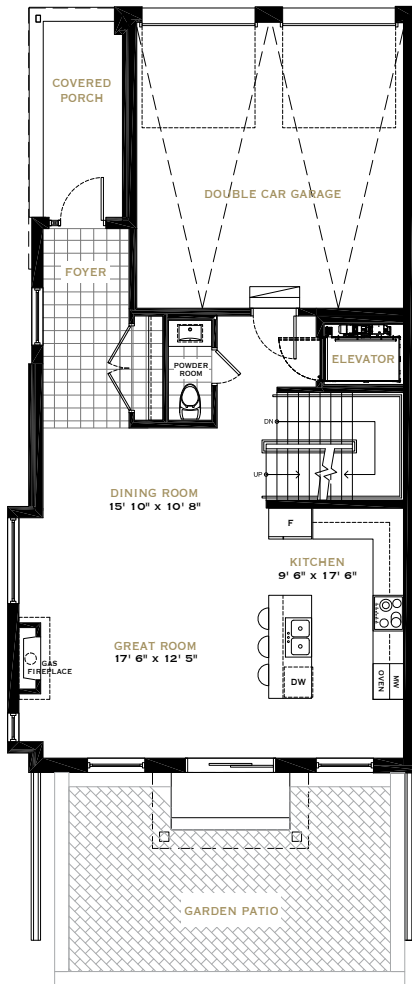 COVERED
PORCH
DOUBLE CAR GARAGE
FOYER
POWDER
ROOM
ELEVATOR
DN
UP
DINING ROOM
15' 10" x 10' 8"
F
KITCHEN
9' 6" x 17' 6"
GREAT ROOM
17' 6" x 12' 5"
GAS
FIREPLACE
DW
OVEN
MW
GARDEN PATIO